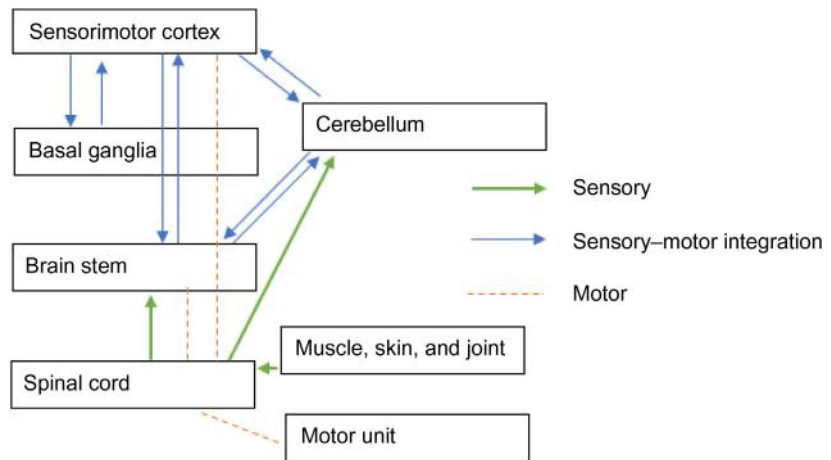 Sensorimotor cortex
Cerebellum
Basal ganglia
Sensory
Sensory–motor integration
Brain stem
Motor
Muscle, skin, and joint
Spinal cord
Motor unit